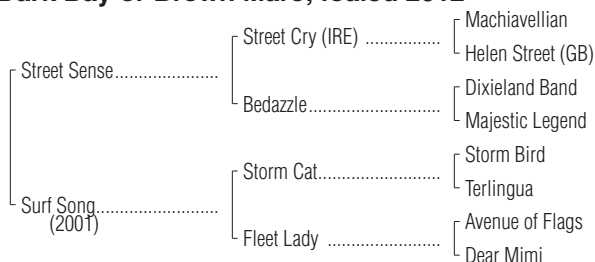 Dark Bay or Brown Mare; foaled 2012
Machiavellian
Street Cry (IRE) ................
Helen Street (GB)
Street Sense......................
Dixieland Band
Bedazzle............................
Majestic Legend
Storm Bird
Storm Cat..........................
Terlingua
Surf Song..........................
(2001)
Avenue of Flags
Fleet Lady ........................
Dear Mimi